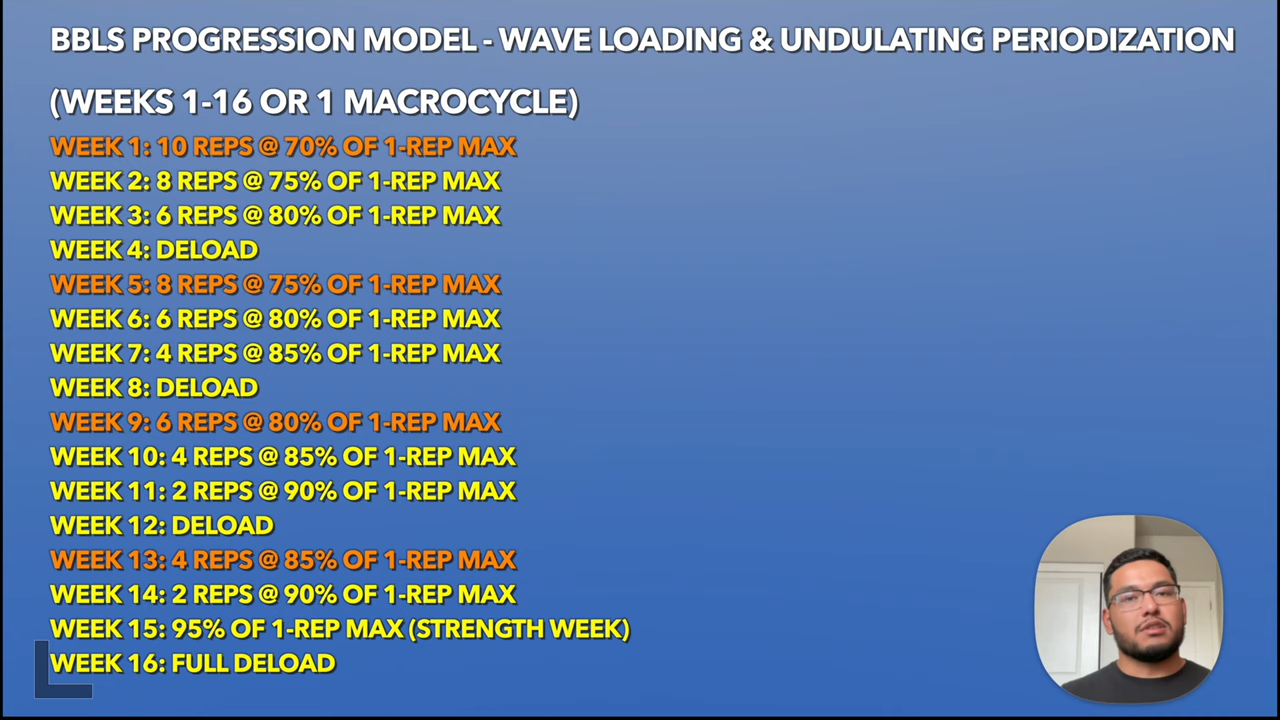 BBLS PROGRESSION MODEL - WAVE LOADING & UNDULATING PERIODIZATION
(WEEKS 1-16 OR 1 MACROCYCLE)
WEEK 1: 10 REPS @ 70% OF 1-REP MAX
WEEK 2: 8 REPS @ 75% OF 1-REP MAX
WEEK 3: 6 REPS @ 80% OF 1-REP MAX
WEEK 4: DELOAD
WEEK 5: 8 REPS @ 75% OF 1-REP MAX
WEEK 6: 6 REPS @ 80% OF 1-REP MAX
WEEK 7: 4 REPS @ 85% OF 1-REP MAX
WEEK 8: DELOAD
WEEK 9: 6 REPS @ 80% OF 1-REP MAX
WEEK 10: 4 REPS @ 85% OF 1-REP MAX
WEEK 11: 2 REPS @ 90% OF 1-REP MAX
WEEK 12: DELOAD
WEEK 13: 4 REPS @ 85% OF 1-REP MAX
WEEK 14: 2 REPS @ 90% OF 1-REP MAX
WEEK 15: 95% OF 1-REP MAX (STRENGTH WEEK)
WEEK 16: FULL DELOAD